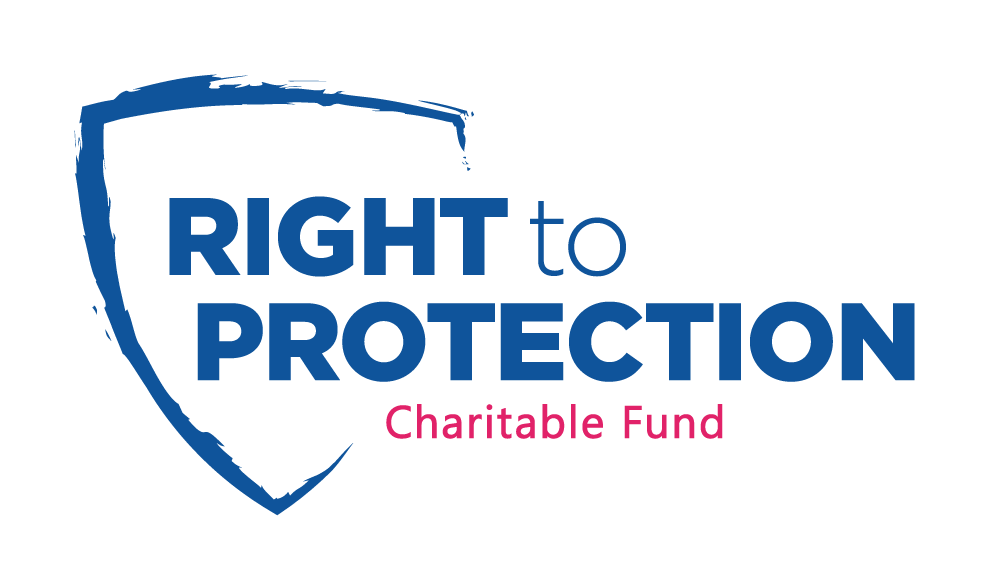 RIGHT to
PROTECTION
Charitable Fund